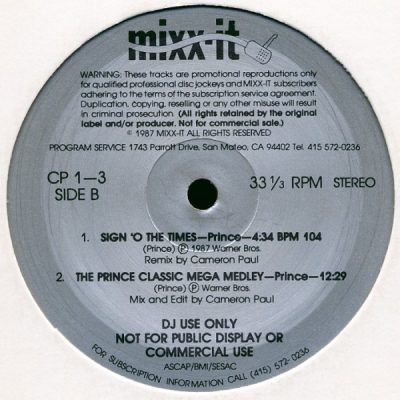 mixx-it
WARNING: These tracks are promotional reproductions only
for qualified professional disc jockeys and MIXX-IT subscribers
adhering to the terms of the subscription service agreement.
Duplication, copying, reselling or any other misuse will result
in criminal prosecution. (All rights retained by the original
label and/or producer. Not for commercial sale.)
© 1987 MIXX-IT ALL RIGHTS RESERVED
PROGRAM SERVICE 1743 Parrott Drive, San Mateo, CA 94402 Tel. 415 572-0236
CP 1—3
SIDE B
33 1/3 RPM STEREO
1. SIGN 'O THE TIMES—Prince—4:34 BPM 104
(Prince) Ⓟ 1987 Warner Bros.
Remix by Cameron Paul
2. THE PRINCE CLASSIC MEGA MEDLEY—Prince—12:29
(Prince) Ⓟ Warner Bros.
Mix and Edit by Cameron Paul
DJ USE ONLY
NOT FOR PUBLIC DISPLAY OR
COMMERCIAL USE
ASCAP/BMI/SESAC
FOR SUBSCRIPTION INFORMATION CALL (415) 572-0236